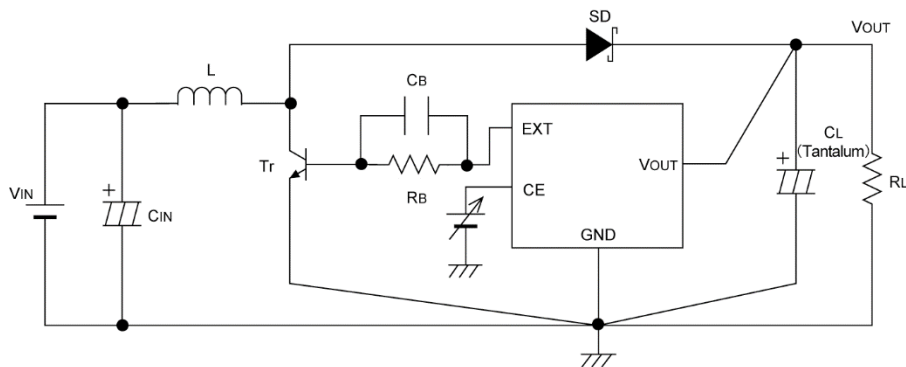 SD
VOUT
L
CB
EXT
CL
(Tantalum)
Tr
VOUT
RL
RB
CE
VIN
CIN
GND
+
+